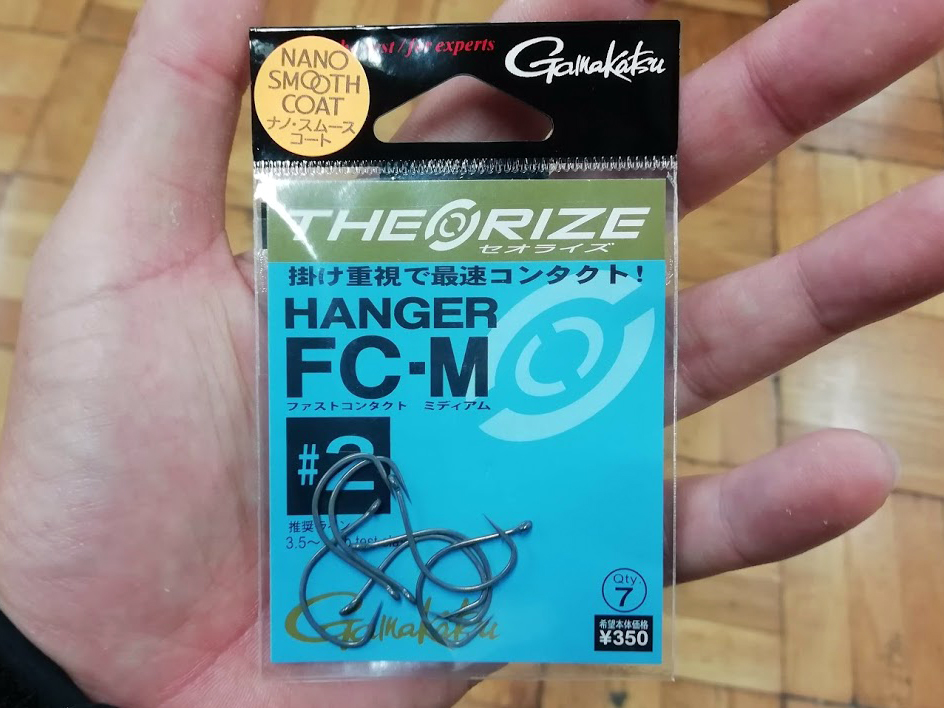 for experts
Gamakatsu
NANO
SMOOTH
COAT
ナノ・スムース
コート
THEORIZE
セオライズ
掛け重視で最速コンタクト!
HANGER
FC-M
ファストコンタクト ミディアム
#2
推奨ライン
3.5～
Gamakatsu
Qty
7
希望本体価格
¥350